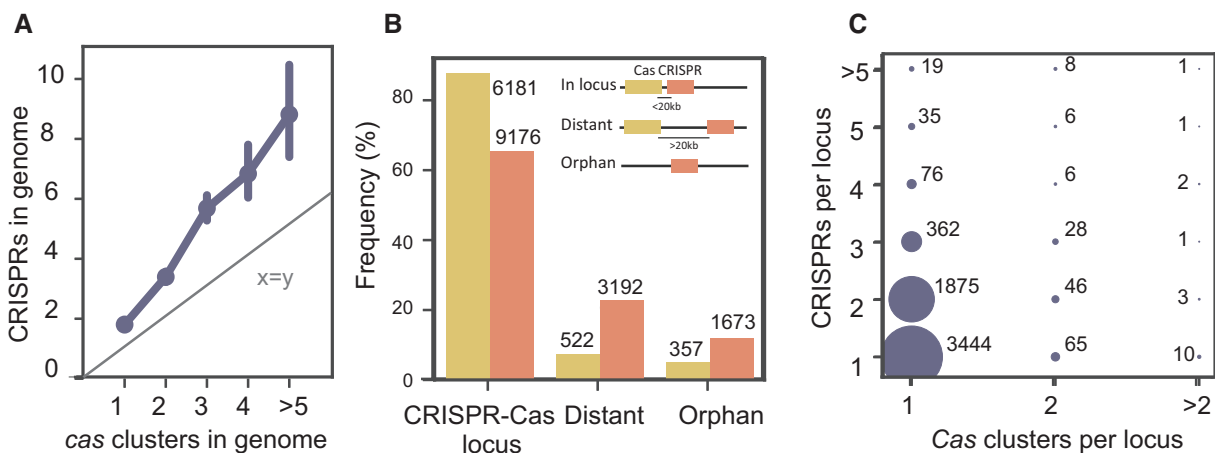 A
CRISPRs in genome
10
8
6
4
2
0
x=y
1 2 3 4 >5
cas clusters in genome
B
Frequency (%)
80
60
40
20
0
6181
9176
522
3192
357
1673
Cas CRISPR
In locus
<20kb
Distant
>20kb
Orphan
CRISPR-Cas Distant Orphan
locus
C
CRISPRs per locus
>5 19 8 1
5 35 6 1
4 76 6 2
3 362 28 1
2 1875 46 3
1 3444 65 10
1 2 >2
Cas clusters per locus